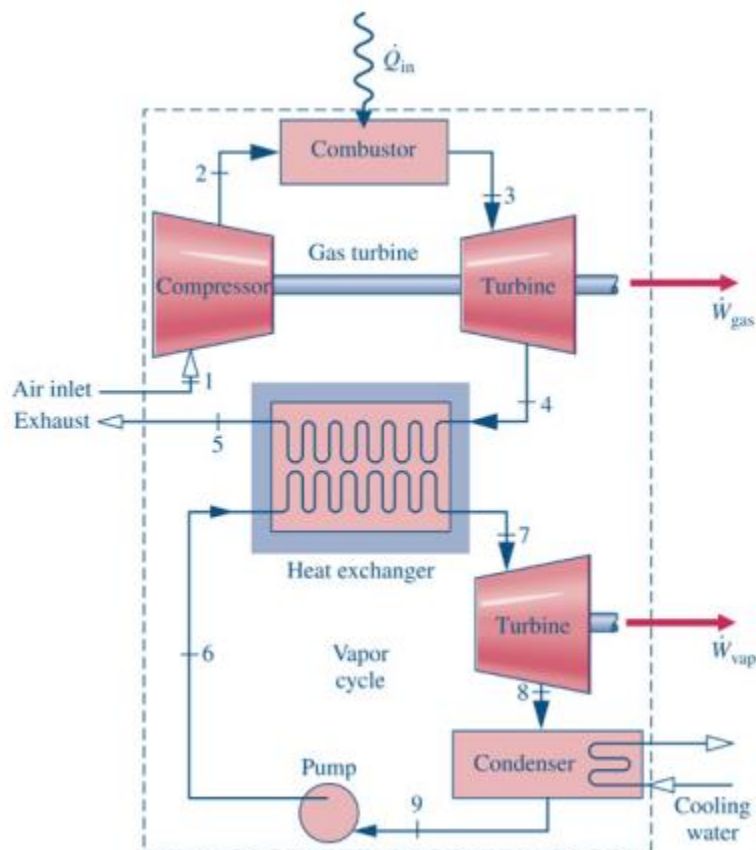 Q̇in
Combustor
2
3
Gas turbine
Compressor
Turbine
Ẇgas
Air inlet
1
Exhaust
5
4
Heat exchanger
7
Turbine
Ẇvap
6
Vapor
cycle
8
Condenser
Pump
9
Cooling
water